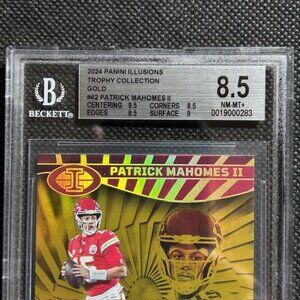 2024 PANINI ILLUSIONS
TROPHY COLLECTION
GOLD
#42 PATRICK MAHOMES II
CENTERING 9.5 CORNERS 8.5
EDGES 8.5 SURFACE 9
B
BECKETT
8.5
NM-MT+
0019000283
I
PATRICK MAHOMES II
15